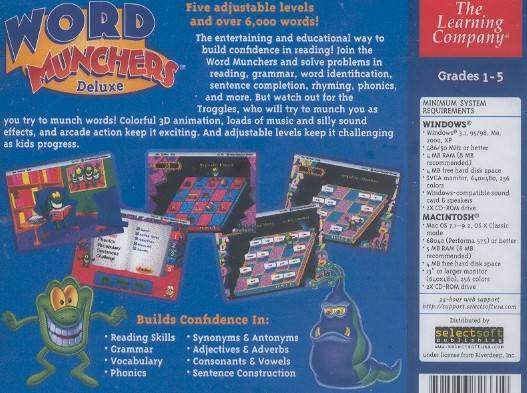 WORD
MUNCHERS™
Deluxe
Five adjustable levels
and over 6,000 words!
The entertaining and educational way to
build confidence in reading! Join the
Word Munchers and solve problems in
reading, grammar, word identification,
sentence completion, rhyming, phonics,
and more. But watch out for the
Troggles, who will try to munch you as
you try to munch words! Colorful 3D animation, loads of music and silly sound
effects, and arcade action keep it exciting. And adjustable levels keep it challenging
as kids progress.
Builds Confidence In:
• Reading Skills
• Grammar
• Vocabulary
• Phonics
• Synonyms & Antonyms
• Adjectives & Adverbs
• Consonants & Vowels
• Sentence Construction
The
Learning
Company®
Grades 1-5
MINIMUM SYSTEM
REQUIREMENTS
WINDOWS®
• Windows® 3.1, 95/98, Me,
2000, XP
• 486/50 MHz or better
• 4 MB RAM (8 MB
recommended)
• 4 MB free hard space
• SVGA monitor, 640x480, 256
colors
• Windows-compatible sound
card & speakers
• 2X CD-ROM drive
MACINTOSH®
• Mac OS 7.1-9.2, OS X Classic
mode
• 68040 (Performa 575) or better
• 5 MB RAM (8 MB
recommended)
• 4 MB free hard disk space
• 13" or larger monitor
(640x480), 256 colors
• 2X CD-ROM drive
24-hour web support
http://support.selectsoftusa.com
Distributed by
selectsoft
publishing
www.selectsoftusa.com
under license from Riverdeep, Inc.